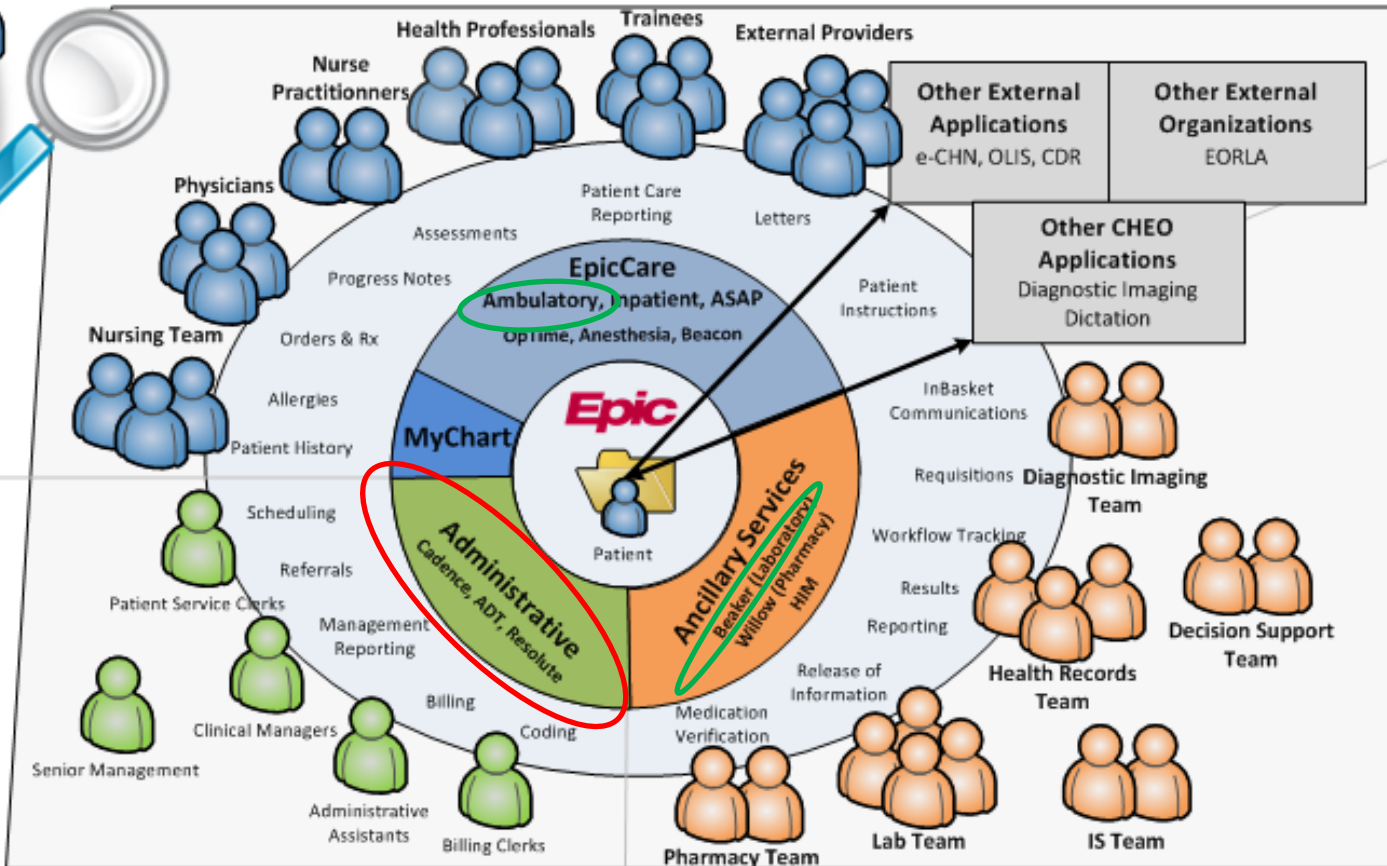 Trainees
Health Professionals
External Providers
Nurse
Practitionners
Physicians
Nursing Team
Other External
Applications
e-CHN, OLIS, CDR
Other External
Organizations
EORLA
Other CHEO
Applications
Diagnostic Imaging
Dictation
Patient Care
Reporting
Letters
Assessments
Progress Notes
Patient
Instructions
Orders & Rx
Allergies
Patient History
InBasket
Communications
Requisitions
Workflow Tracking
Results
Reporting
Release of
Information
Medication
Verification
Scheduling
Referrals
Management
Reporting
Billing
Coding
EpicCare
Ambulatory, Inpatient, ASAP
OpTime, Anesthesia, Beacon
MyChart
Epic
Patient
Administrative
Cadence, ADT, Resolute
Ancillary Services
Beaker (Laboratory)
Willow (Pharmacy)
HIM
Diagnostic Imaging
Team
Decision Support
Team
Health Records
Team
IS Team
Lab Team
Pharmacy Team
Patient Service Clerks
Clinical Managers
Senior Management
Administrative
Assistants
Billing Clerks